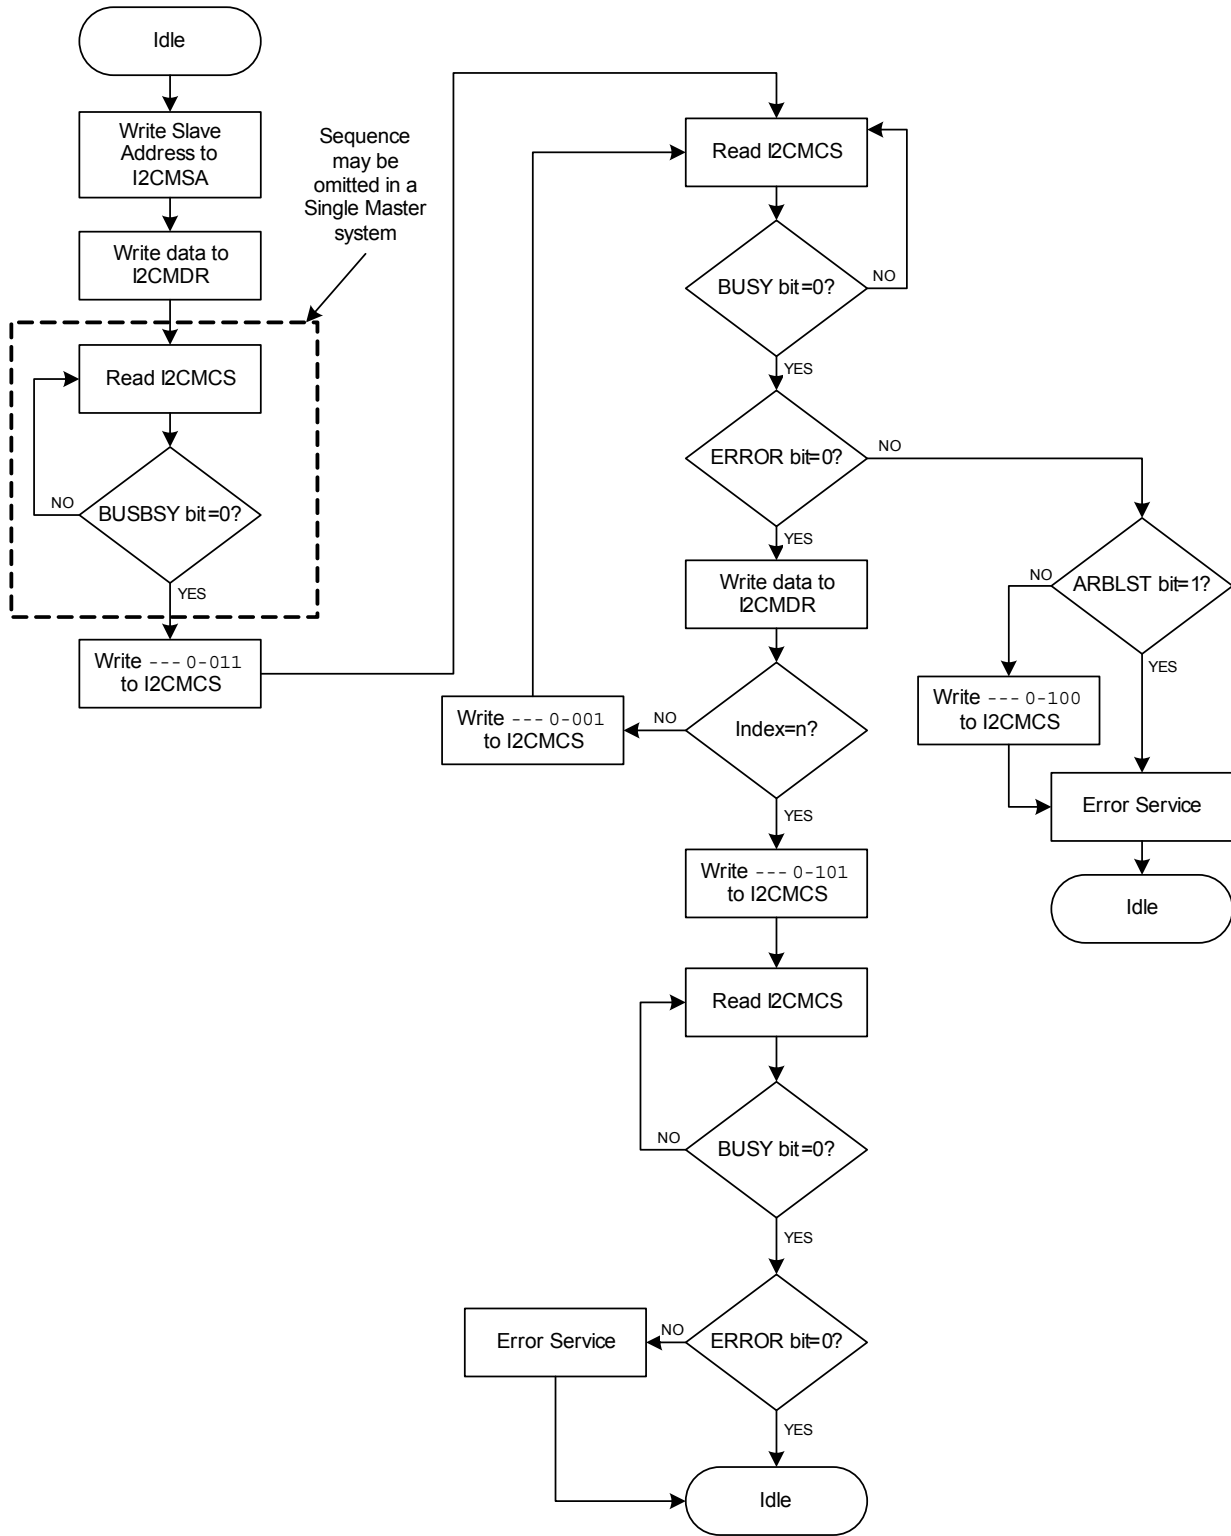 Idle
Write Slave
Address to
I2CMSA
Write data to
I2CMDR
Sequence
may be
omitted in a
Single Master
system
Read I2CMCS
BUSBSY bit=0?
NO
YES
Write --- 0-011
to I2CMCS
Read I2CMCS
BUSY bit=0?
NO
YES
ERROR bit=0?
NO
YES
Write data to
I2CMDR
Index=n?
NO
Write --- 0-001
to I2CMCS
YES
Write --- 0-101
to I2CMCS
Read I2CMCS
BUSY bit=0?
NO
YES
ERROR bit=0?
NO
Error Service
YES
Idle
ARBLST bit=1?
NO
Write --- 0-100
to I2CMCS
YES
Error Service
Idle